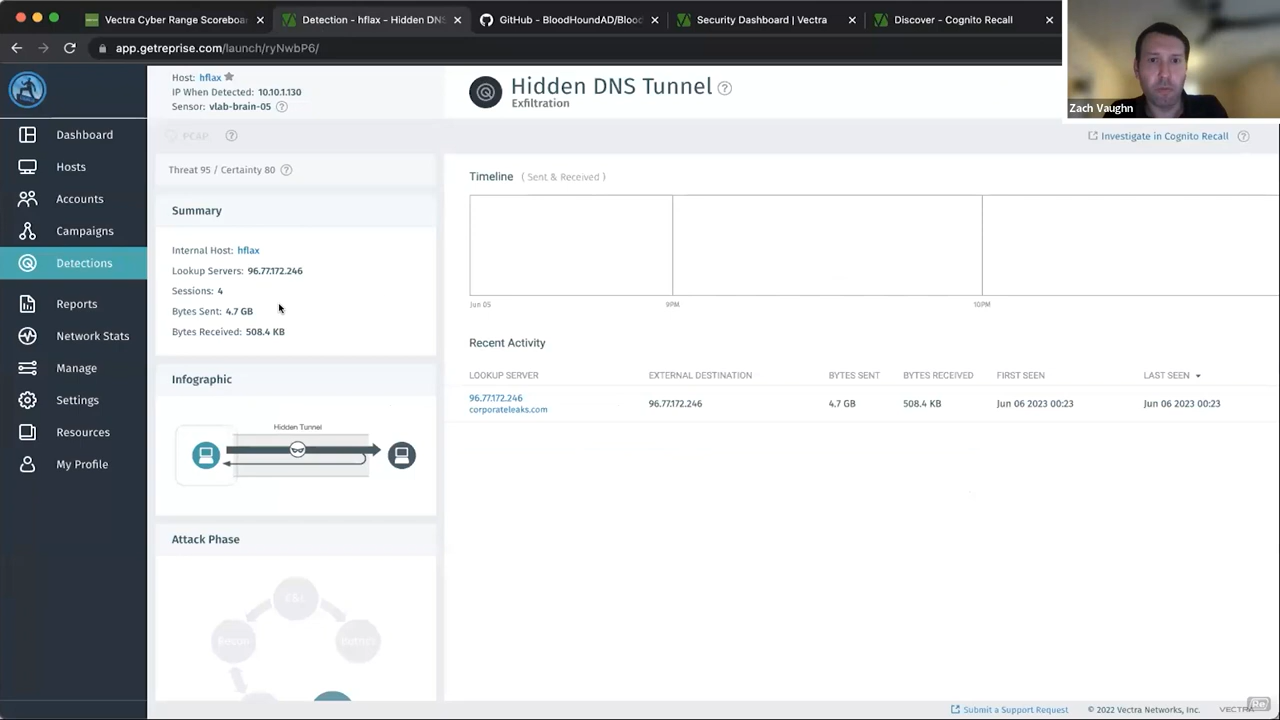 Vectra Cyber Range Scoreboa
Detection - hflax - Hidden DNS
GitHub - BloodHoundAD/Blood
Security Dashboard | Vectra
Discover - Cognito Recall
app.getreprise.com/launch/ryNwbP6/
Zach Vaughn
Dashboard
Hosts
Accounts
Campaigns
Detections
Reports
Network Stats
Manage
Settings
Resources
My Profile
Host: hflax
IP When Detected: 10.10.1.130
Sensor: vlab-brain-05
PCAP
Threat 95 / Certainty 80
Summary
Internal Host: hflax
Lookup Servers: 96.77.172.246
Sessions: 4
Bytes Sent: 4.7 GB
Bytes Received: 508.4 KB
Infographic
Hidden Tunnel
Attack Phase
C&C
Recon
Hidden DNS Tunnel
Exfiltration
Investigate in Cognito Recall
Timeline ( Sent & Received )
Jun 05 9PM 10PM
Recent Activity
LOOKUP SERVER EXTERNAL DESTINATION BYTES SENT BYTES RECEIVED FIRST SEEN LAST SEEN
96.77.172.246 96.77.172.246 4.7 GB 508.4 KB Jun 06 2023 00:23 Jun 06 2023 00:23
corporateleaks.com
Submit a Support Request © 2022 Vectra Networks, Inc.